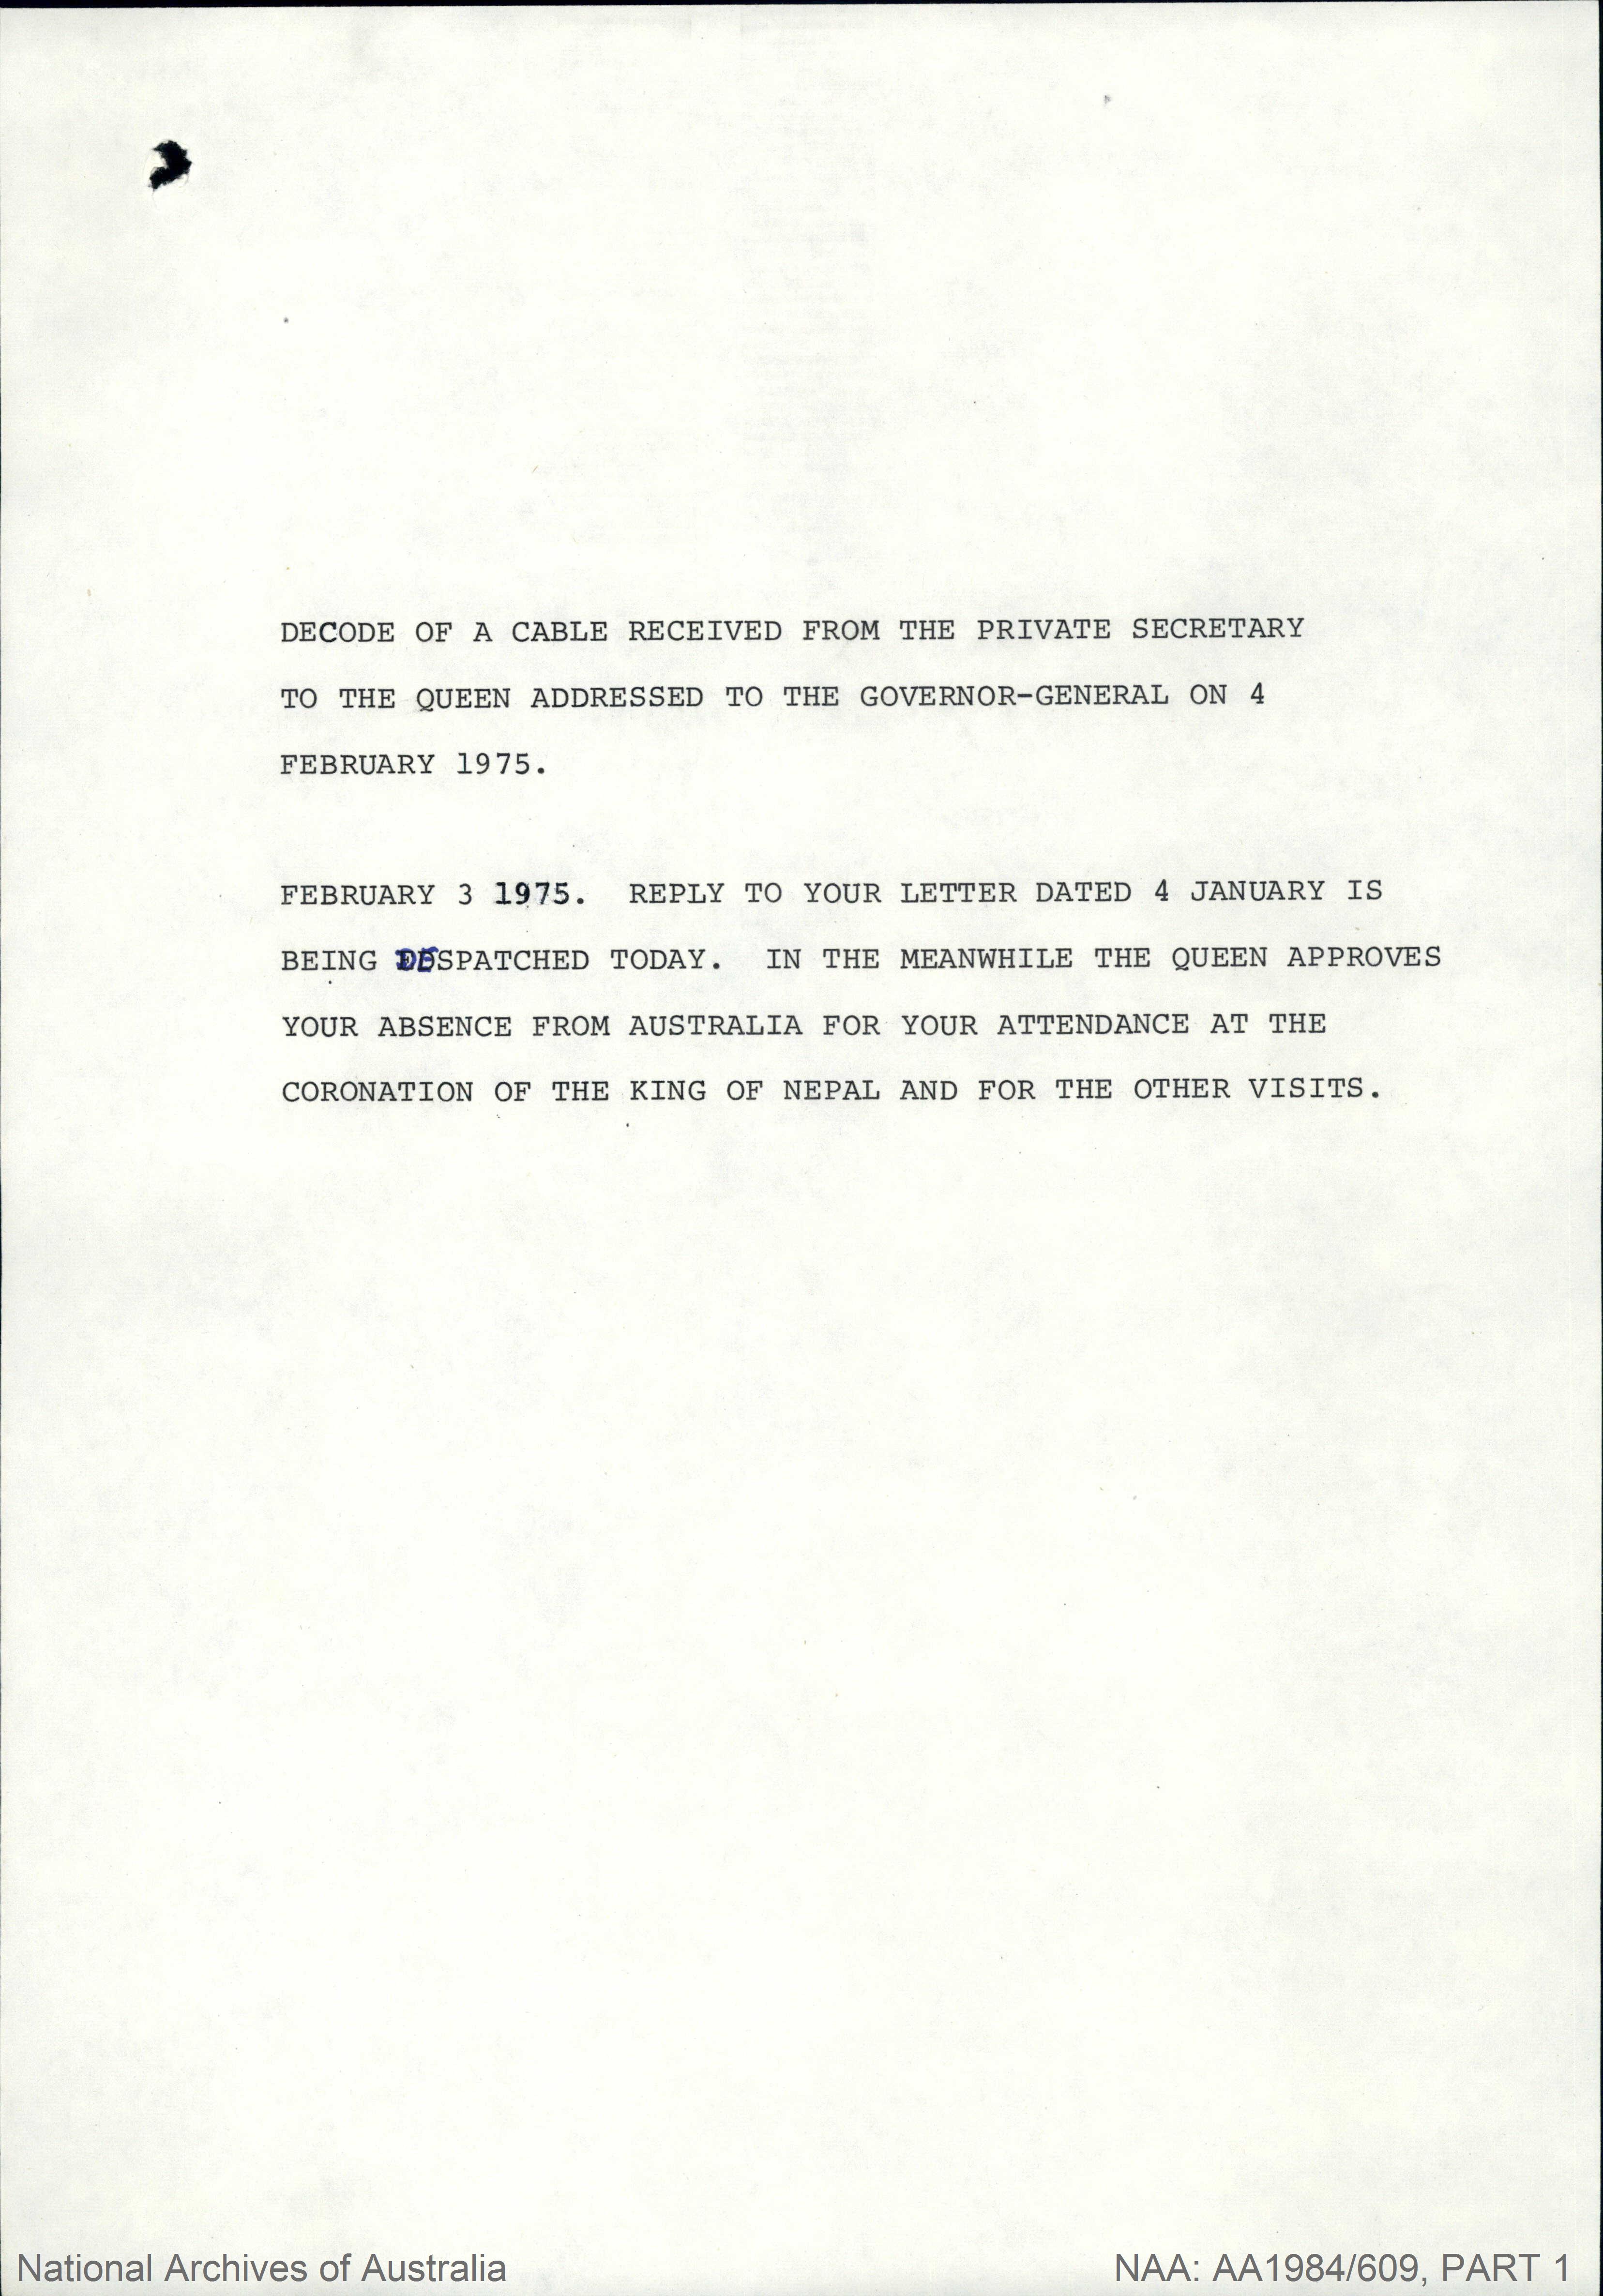 DECODE OF A CABLE RECEIVED FROM THE PRIVATE SECRETARY
TO THE QUEEN ADDRESSED TO THE GOVERNOR-GENERAL ON 4
FEBRUARY 1975.
FEBRUARY 3 1975. REPLY TO YOUR LETTER DATED 4 JANUARY IS
BEING DESPATCHED TODAY. IN THE MEANWHILE THE QUEEN APPROVES
YOUR ABSENCE FROM AUSTRALIA FOR YOUR ATTENDANCE AT THE
CORONATION OF THE KING OF NEPAL AND FOR THE OTHER VISITS.
National Archives of Australia
NAA: AA1984/609, PART 1